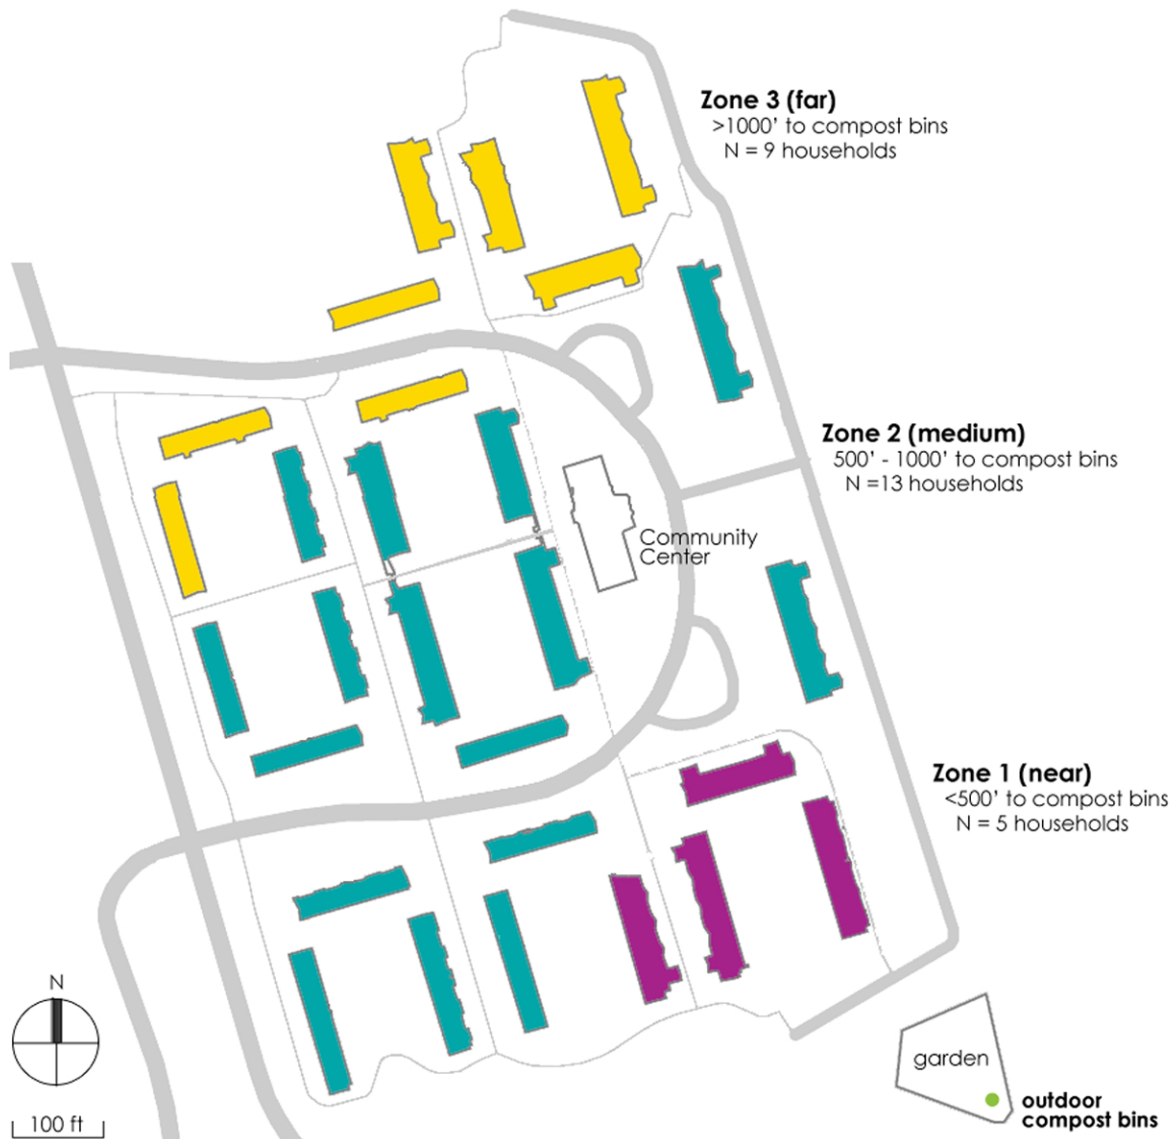 Zone 3 (far)
>1000' to compost bins
N = 9 households
Zone 2 (medium)
500' - 1000' to compost bins
N =13 households
Community
Center
Zone 1 (near)
<500' to compost bins
N = 5 households
N
garden
100 ft
outdoor
compost bins